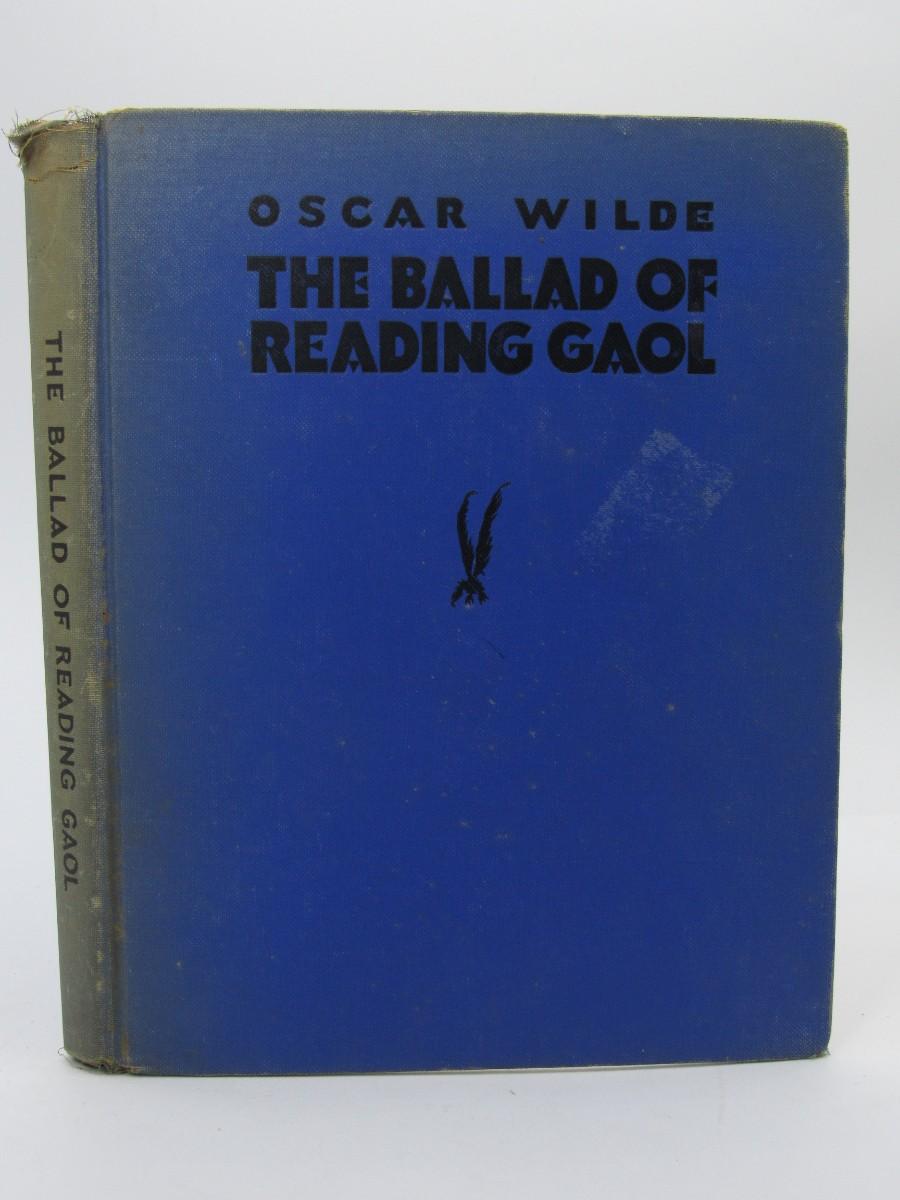 OSCAR WILDE
THE BALLAD OF
READING GAOL
THE BALLAD OF READING GAOL